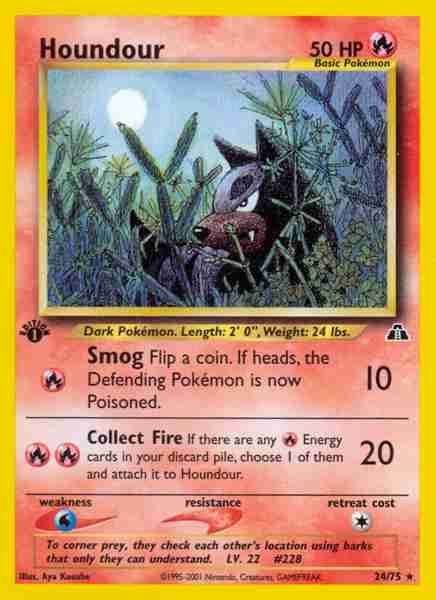 Houndour
50 HP
Basic Pokémon
EDITION
1
Dark Pokémon. Length: 2' 0", Weight: 24 lbs.
Smog Flip a coin. If heads, the
Defending Pokémon is now
Poisoned.
10
Collect Fire If there are any Energy
cards in your discard pile, choose 1 of them
and attach it to Houndour.
20
weakness
resistance
retreat cost
To corner prey, they check each other's location using barks
that only they can understand. LV. 22 #228
Illus. Aya Kusube
©1995-2001 Nintendo, Creatures, GAMEFREAK.
24/75